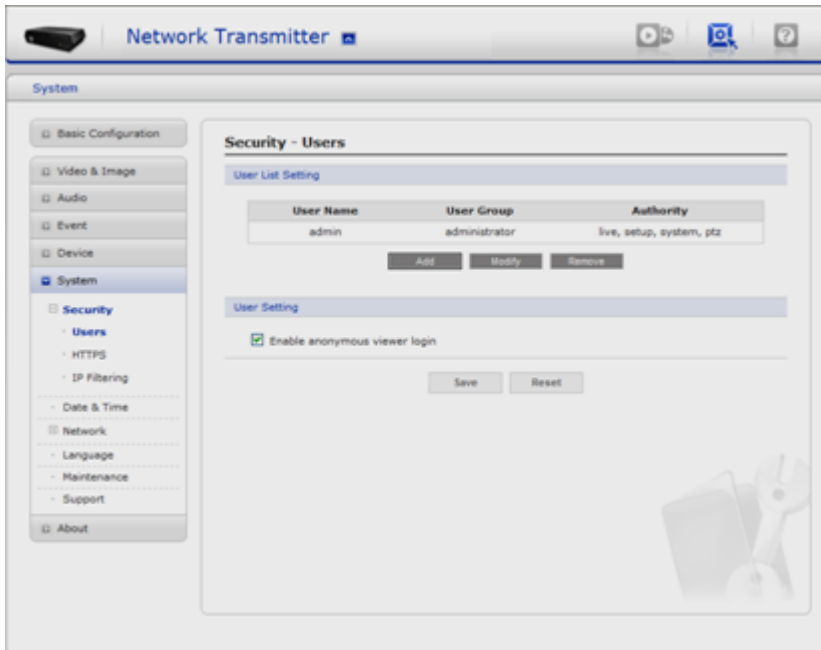 Network Transmitter
System
Basic Configuration
Video & Image
Audio
Event
Device
System
Security
Users
HTTPS
IP Filtering
Date & Time
Network
Language
Maintenance
Support
About
Security - Users
User List Setting
User Name User Group Authority
admin administrator live, setup, system, ptz
Add Modify Remove
User Setting
Enable anonymous viewer login
Save Reset